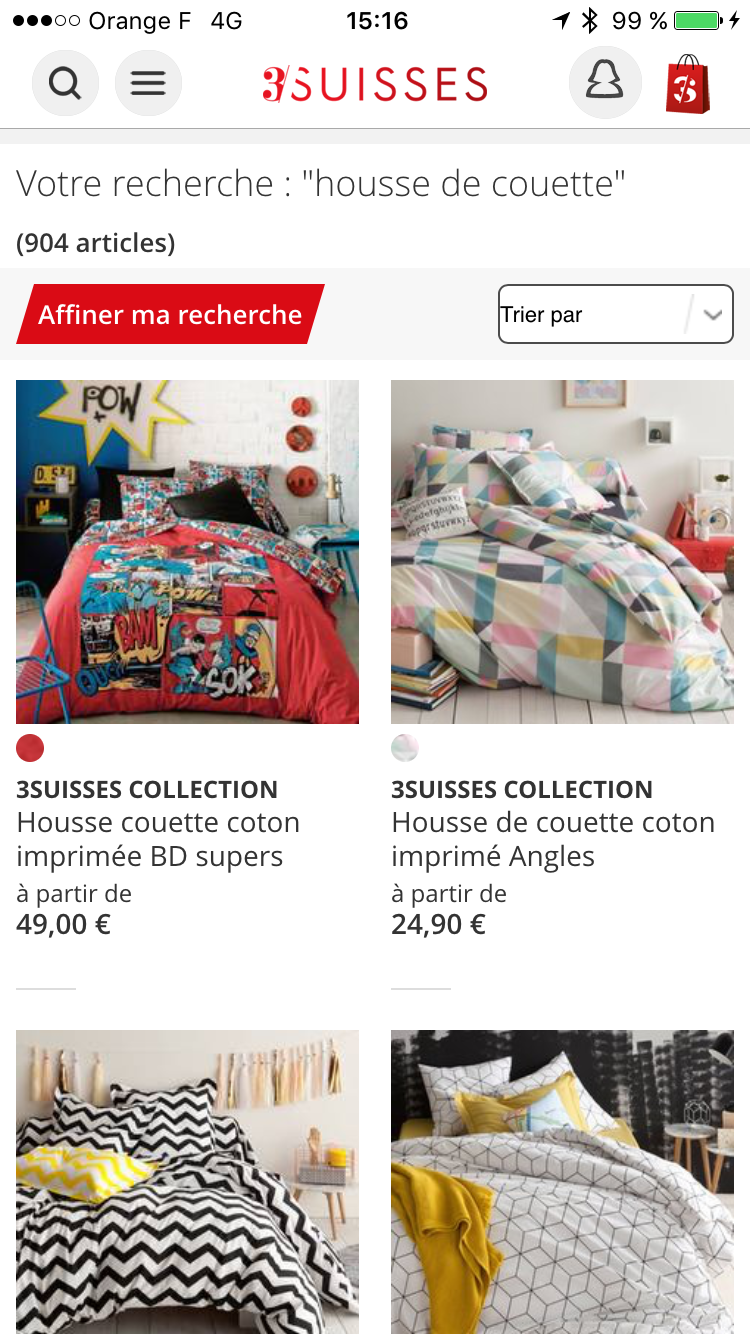 Orange F 4G 15:16 99 %
3SUISSES
3S
Votre recherche : "housse de couette"
(904 articles)
Affiner ma recherche
Trier par
POW
BAM
SOK
3SUISSES COLLECTION
Housse couette coton
imprimée BD supers
à partir de
49,00 €
3SUISSES COLLECTION
Housse de couette coton
imprimé Angles
à partir de
24,90 €